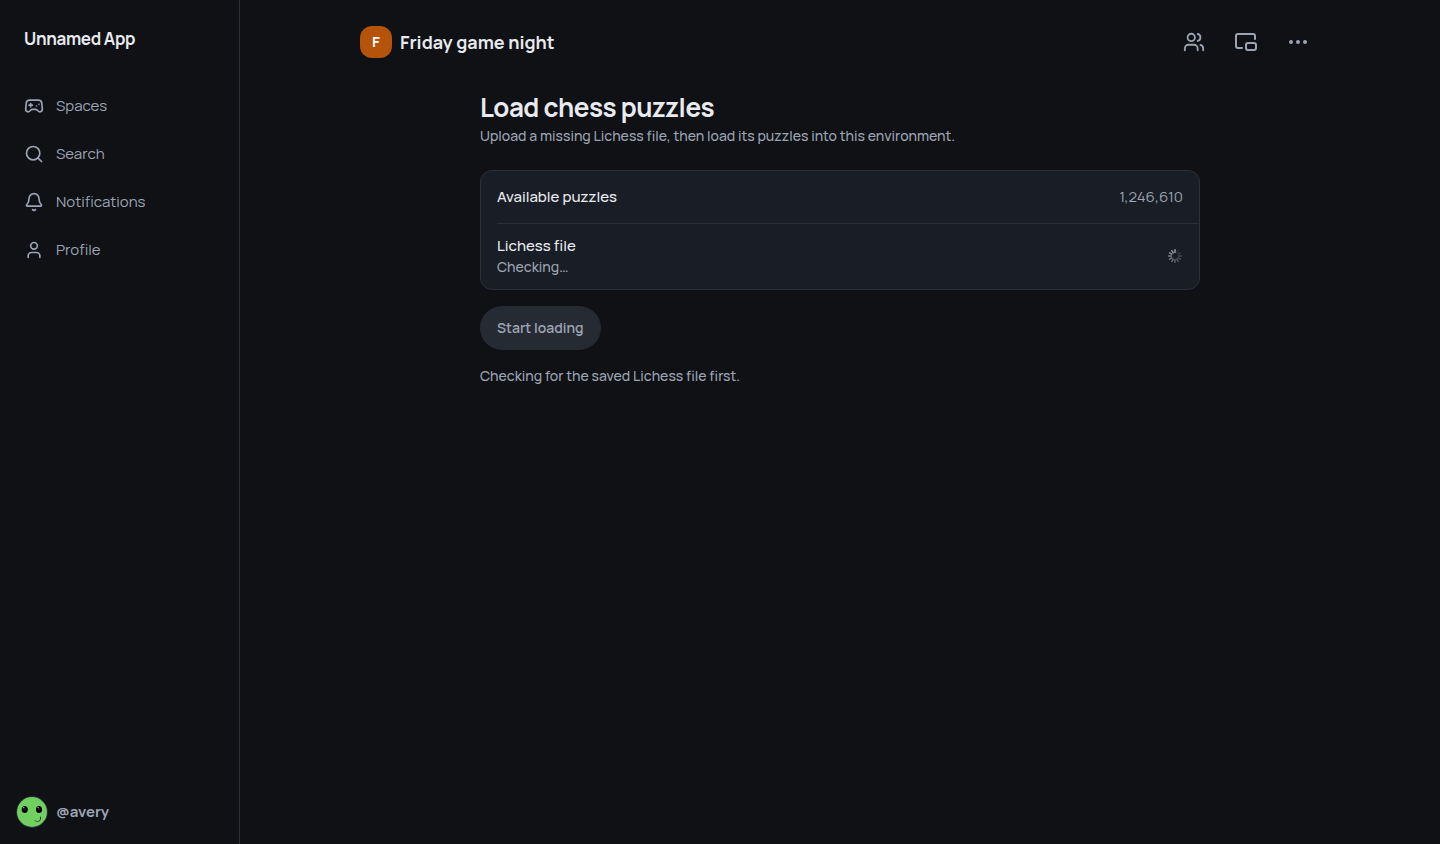 Unnamed App
Spaces
Search
Notifications
Profile
@avery
F
Friday game night
Load chess puzzles
Upload a missing Lichess file, then load its puzzles into this environment.
Available puzzles
1,246,610
Lichess file
Checking...
Start loading
Checking for the saved Lichess file first.